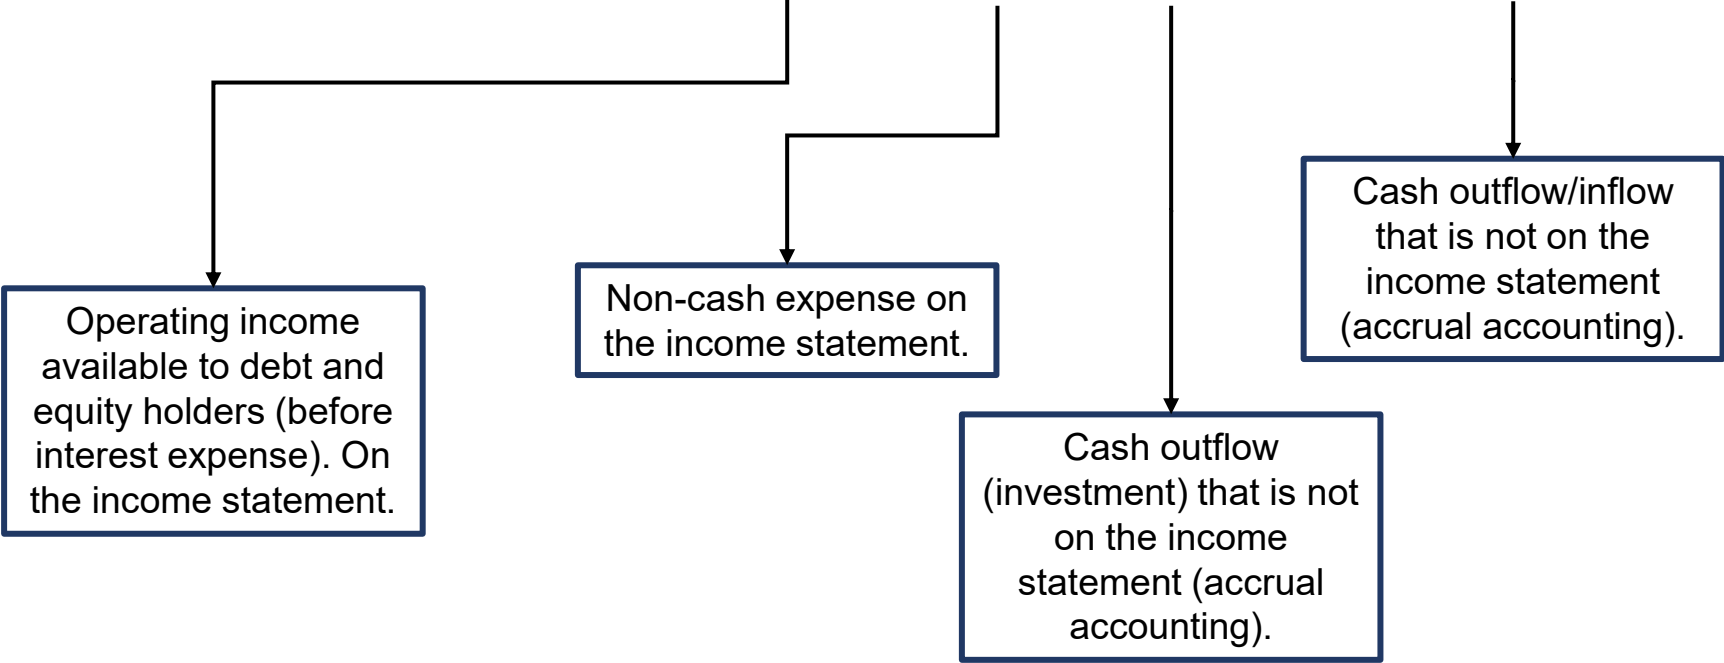 Operating income
available to debt and
equity holders (before
interest expense). On
the income statement.
Non-cash expense on
the income statement.
Cash outflow
(investment) that is not
on the income
statement (accrual
accounting).
Cash outflow/inflow
that is not on the
income statement
(accrual accounting).